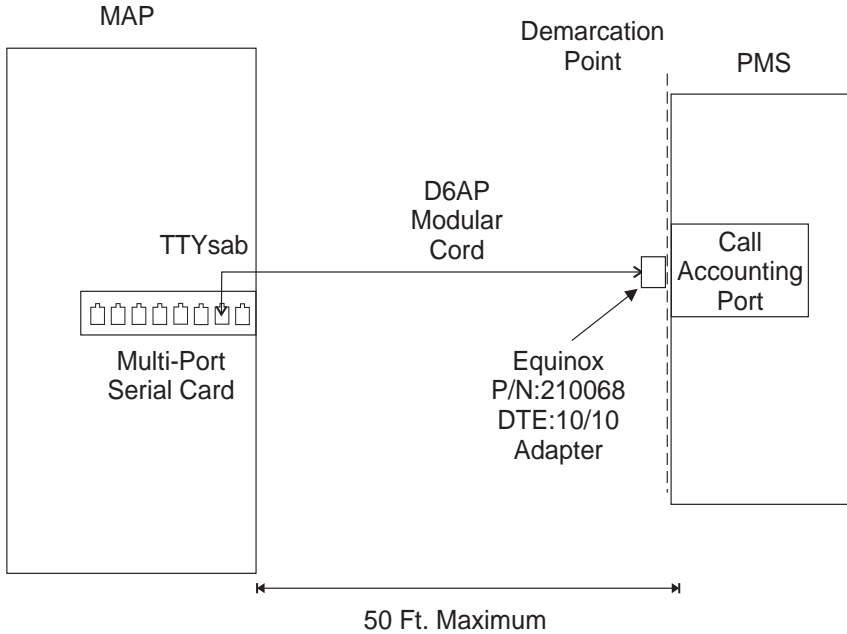 MAP
Demarcation
Point
PMS
D6AP
Modular
Cord
TTYsab
Call
Accounting
Port
Multi-Port
Serial Card
Equinox
P/N:210068
DTE:10/10
Adapter
50 Ft. Maximum